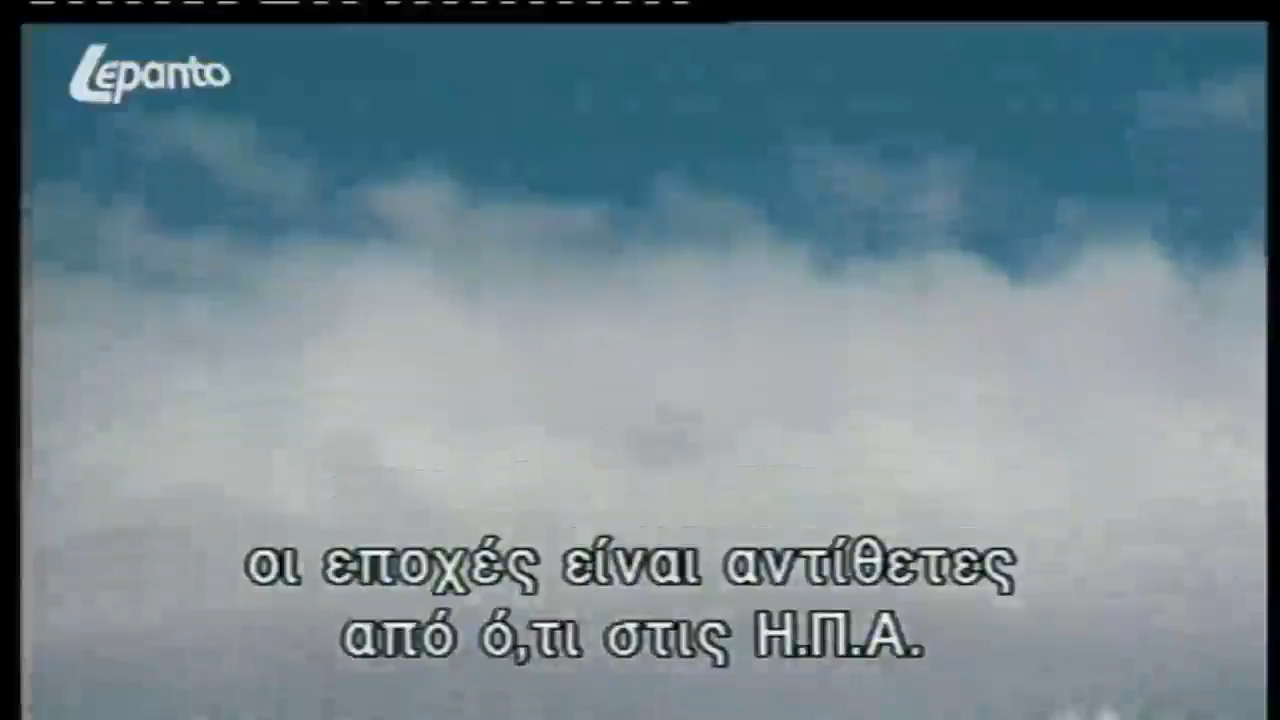 Lepanto
οι εποχές είναι αντίθετες
από ό,τι στις Η.Π.Α.